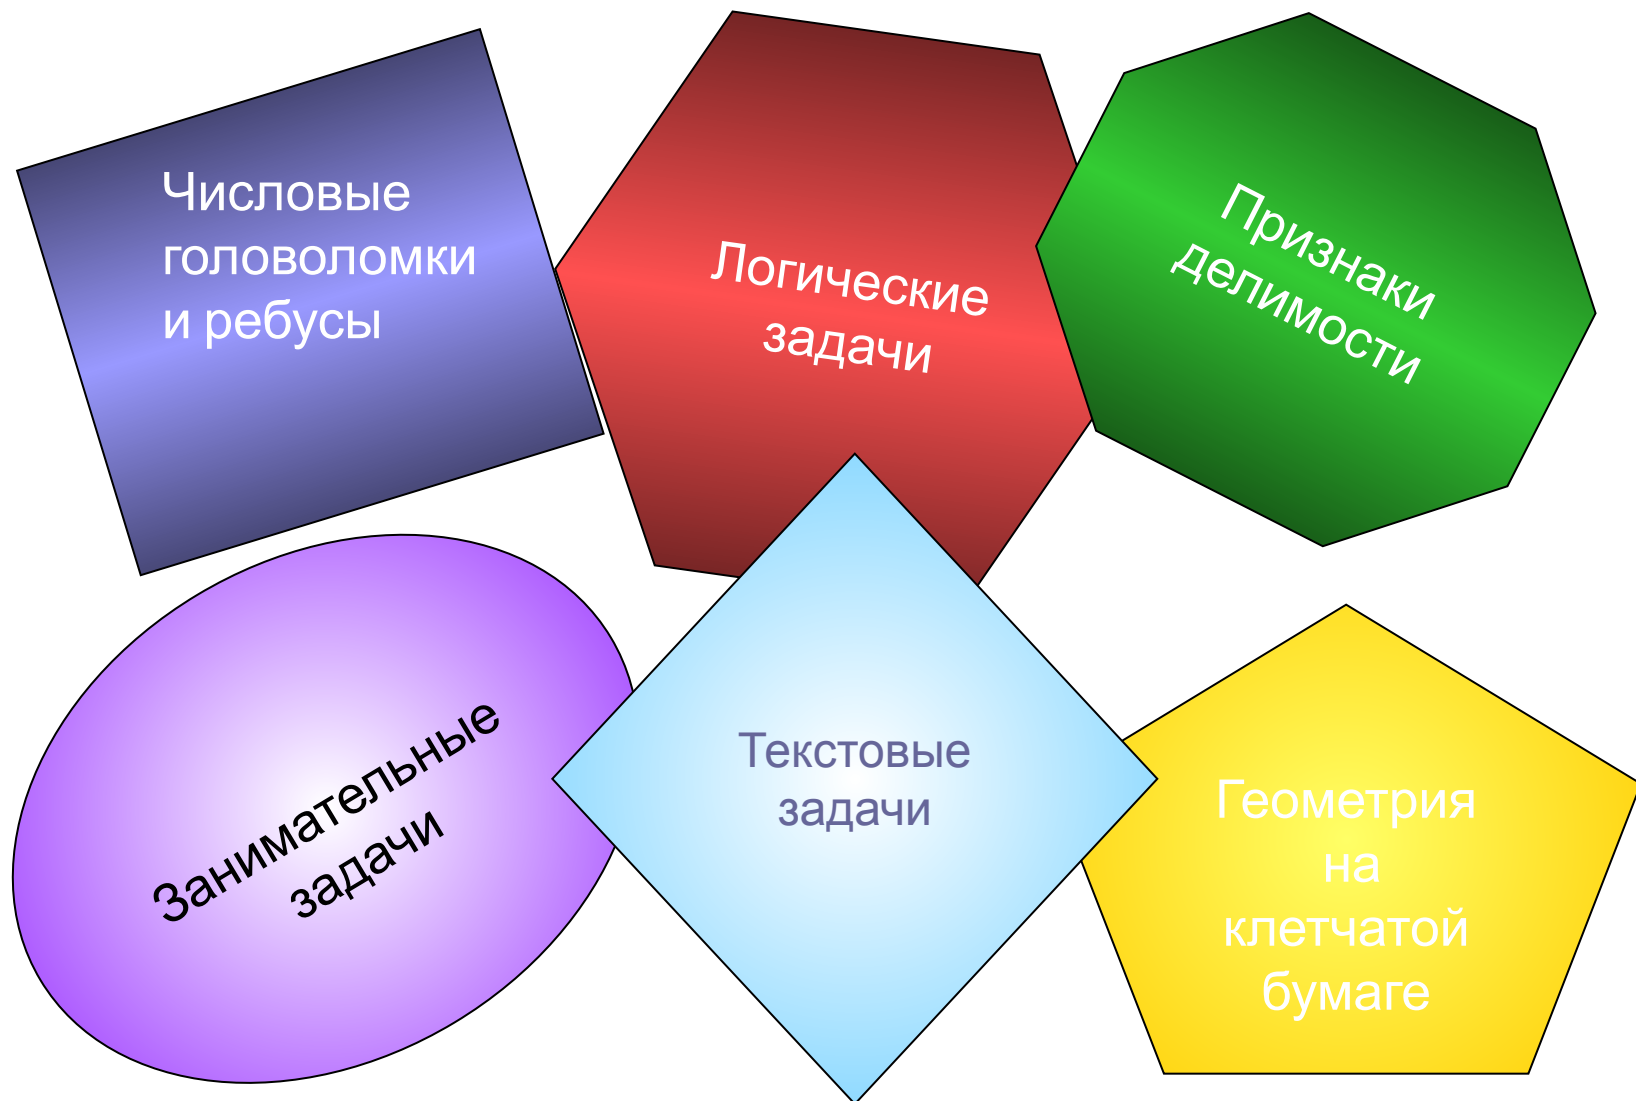 Числовые
головоломки
и ребусы
Логические
задачи
Признаки
делимости
Занимательные
задачи
Текстовые
задачи
Геометрия
на
клетчатой
бумаге